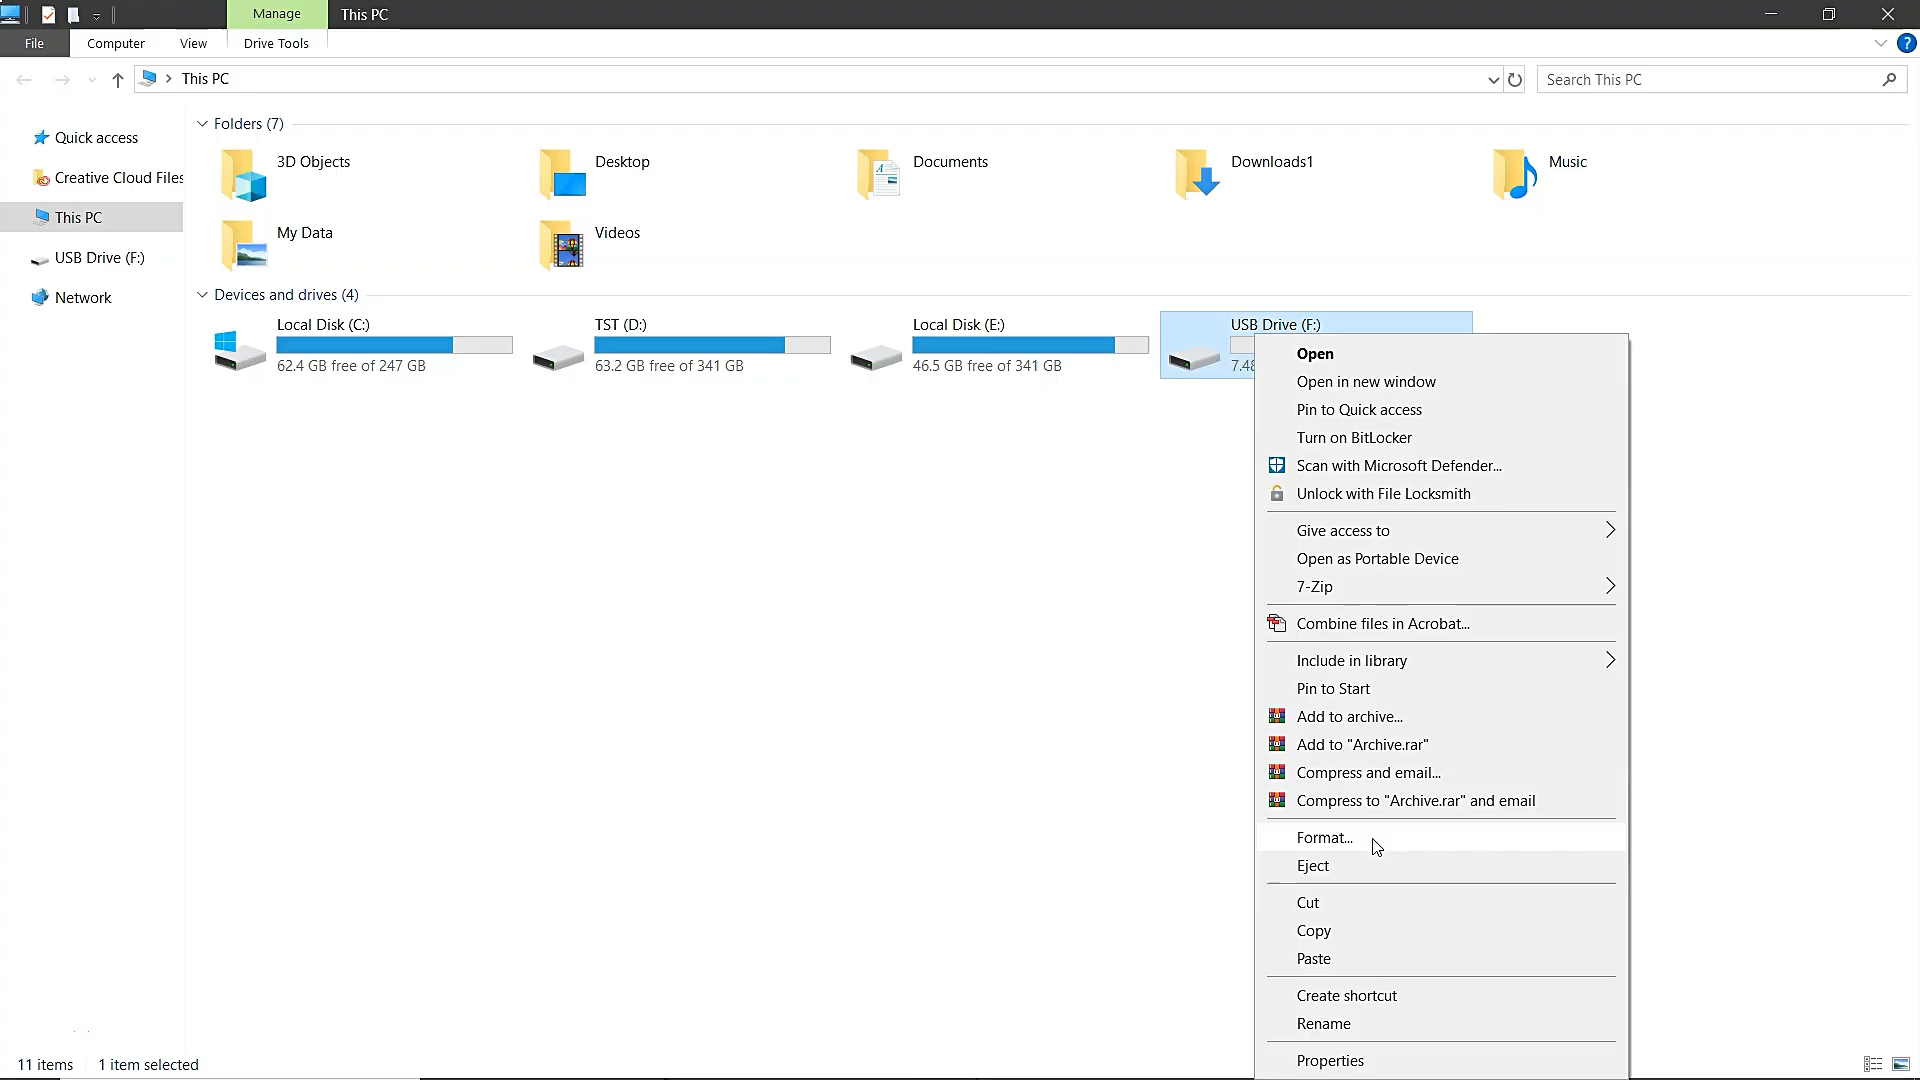 Manage
This PC
File
Computer
View
Drive Tools
This PC
Search This PC
Quick access
Creative Cloud Files
This PC
USB Drive (F:)
Network
Folders (7)
3D Objects
Desktop
Documents
Downloads1
Music
My Data
Videos
Devices and drives (4)
Local Disk (C:)
62.4 GB free of 247 GB
TST (D:)
63.2 GB free of 341 GB
Local Disk (E:)
46.5 GB free of 341 GB
USB Drive (F:)
7.48
Open
Open in new window
Pin to Quick access
Turn on BitLocker
Scan with Microsoft Defender...
Unlock with File Locksmith
Give access to
Open as Portable Device
7-Zip
Combine files in Acrobat...
Include in library
Pin to Start
Add to archive...
Add to "Archive.rar"
Compress and email...
Compress to "Archive.rar" and email
Format...
Eject
Cut
Copy
Paste
Create shortcut
Rename
Properties
11 items
1 item selected